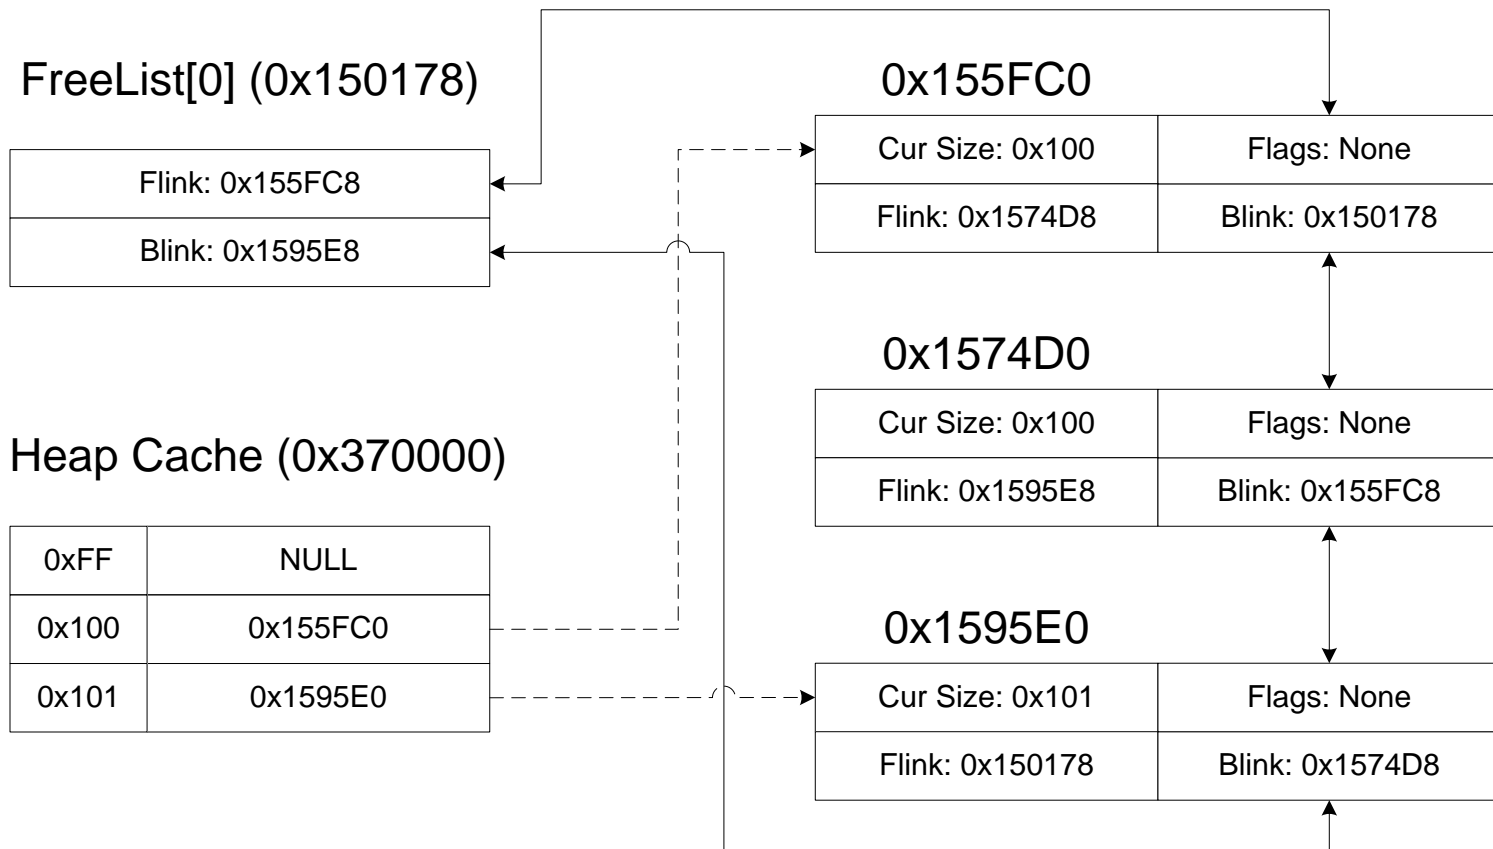 FreeList[0] (0x150178)
Flink: 0x155FC8
Blink: 0x1595E8
Heap Cache (0x370000)
0xFF NULL
0x100 0x155FC0
0x101 0x1595E0
0x155FC0
Cur Size: 0x100 Flags: None
Flink: 0x1574D8 Blink: 0x150178
0x1574D0
Cur Size: 0x100 Flags: None
Flink: 0x1595E8 Blink: 0x155FC8
0x1595E0
Cur Size: 0x101 Flags: None
Flink: 0x150178 Blink: 0x1574D8